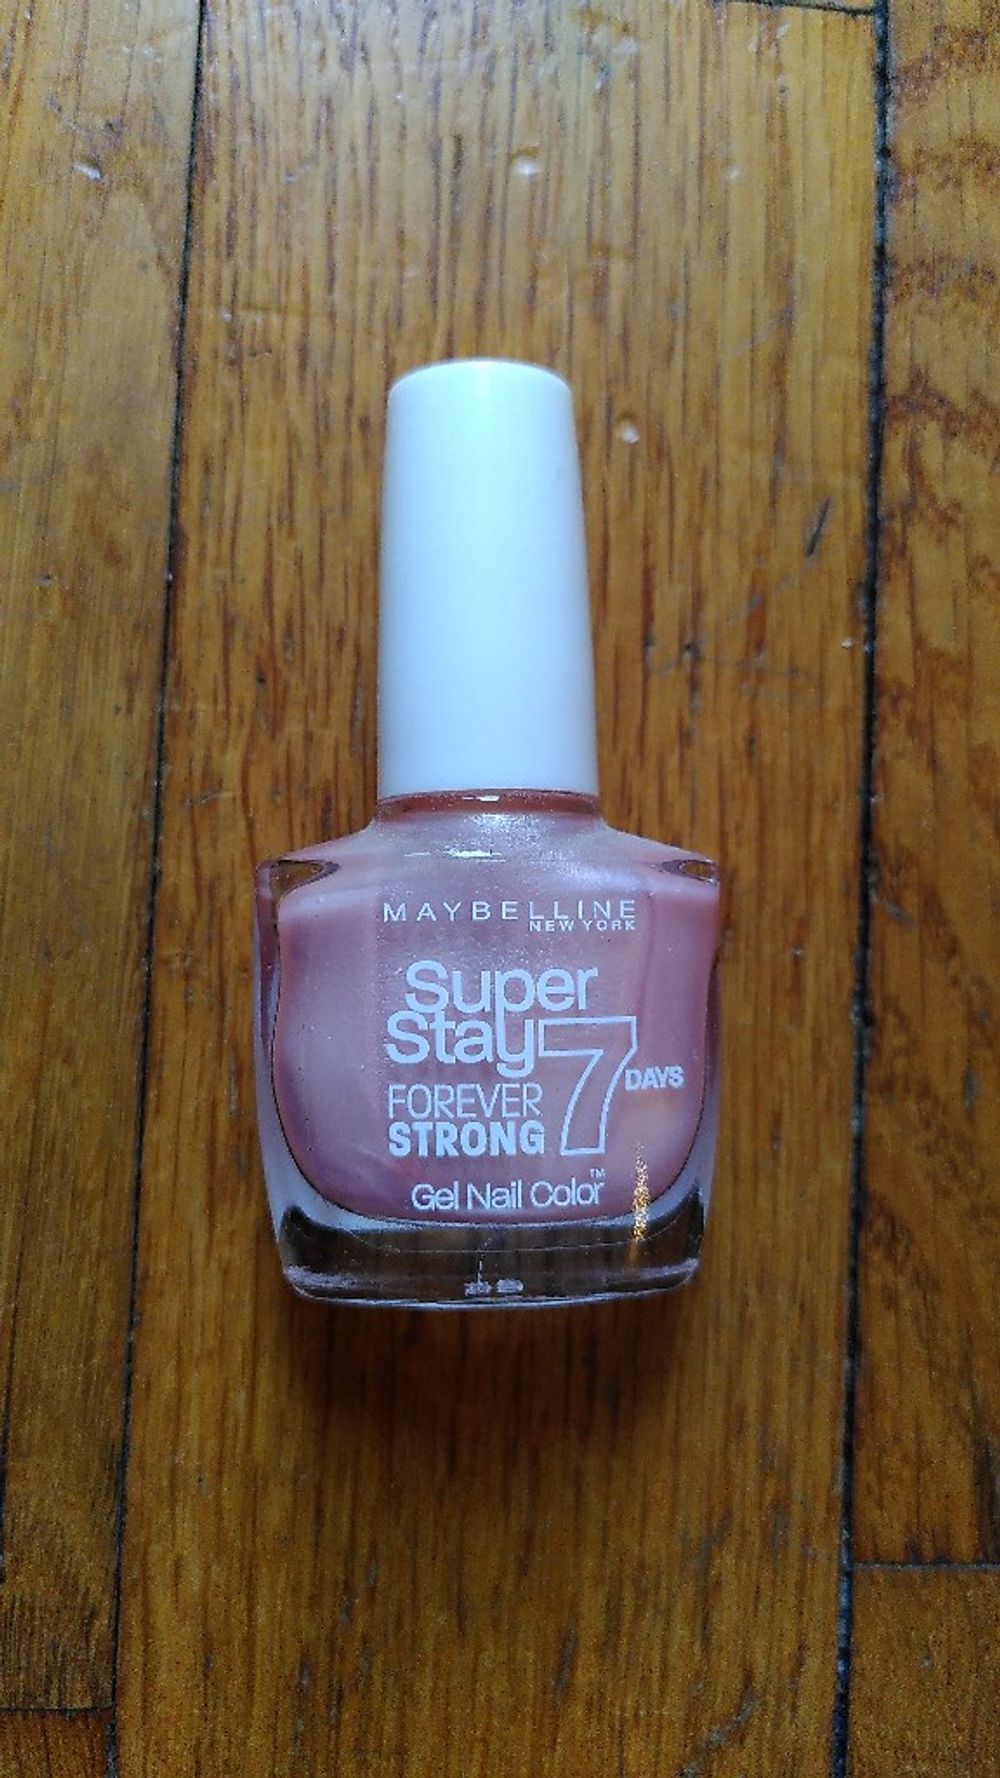 MAYBELLINE
NEW YORK
Super
Stay 7 DAYS
FOREVER
STRONG
Gel Nail Color™